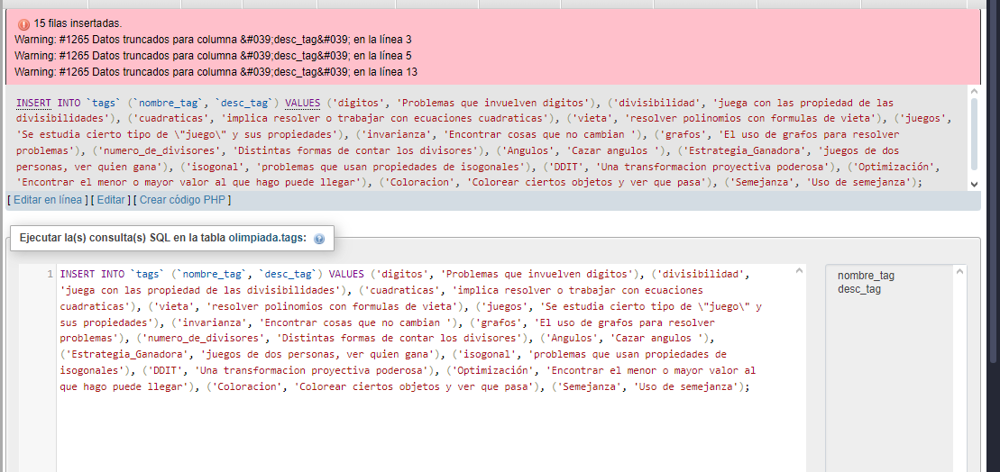 15 filas insertadas.
Warning: #1265 Datos truncados para columna &#039;desc_tag&#039; en la línea 3
Warning: #1265 Datos truncados para columna &#039;desc_tag&#039; en la línea 5
Warning: #1265 Datos truncados para columna &#039;desc_tag&#039; en la línea 13
INSERT INTO `tags` (`nombre_tag`, `desc_tag`) VALUES ('digitos', 'Problemas que invuelven digitos'), ('divisibilidad', 'juega con las propiedad de las
divisibilidades'), ('cuadraticas', 'implica resolver o trabajar con ecuaciones cuadraticas'), ('vieta', 'resolver polinomios con formulas de vieta'), ('juegos',
'Se estudia cierto tipo de \"juego\" y sus propiedades'), ('invarianza', 'Encontrar cosas que no cambian '), ('grafos', 'El uso de grafos para resolver
problemas'), ('numero_de_divisores', 'Distintas formas de contar los divisores'), ('Angulos', 'Cazar angulos '), ('Estrategia_Ganadora', 'juegos de dos
personas, ver quien gana'), ('isogonal', 'problemas que usan propiedades de isogonales'), ('DDIT', 'Una transformacion proyectiva poderosa'), ('Optimización',
'Encontrar el menor o mayor valor al que hago puede llegar'), ('Coloracion', 'Colorear ciertos objetos y ver que pasa'), ('Semejanza', 'Uso de semejanza');
[ Editar en línea ] [ Editar ] [ Crear código PHP ]
Ejecutar la(s) consulta(s) SQL en la tabla olimpiada.tags:
1 INSERT INTO `tags` (`nombre_tag`, `desc_tag`) VALUES ('digitos', 'Problemas que invuelven digitos'), ('divisibilidad',
'juega con las propiedad de las divisibilidades'), ('cuadraticas', 'implica resolver o trabajar con ecuaciones
cuadraticas'), ('vieta', 'resolver polinomios con formulas de vieta'), ('juegos', 'Se estudia cierto tipo de \"juego\" y
sus propiedades'), ('invarianza', 'Encontrar cosas que no cambian '), ('grafos', 'El uso de grafos para resolver
problemas'), ('numero_de_divisores', 'Distintas formas de contar los divisores'), ('Angulos', 'Cazar angulos '),
('Estrategia_Ganadora', 'juegos de dos personas, ver quien gana'), ('isogonal', 'problemas que usan propiedades de
isogonales'), ('DDIT', 'Una transformacion proyectiva poderosa'), ('Optimización', 'Encontrar el menor o mayor valor al
que hago puede llegar'), ('Coloracion', 'Colorear ciertos objetos y ver que pasa'), ('Semejanza', 'Uso de semejanza');
nombre_tag
desc_tag